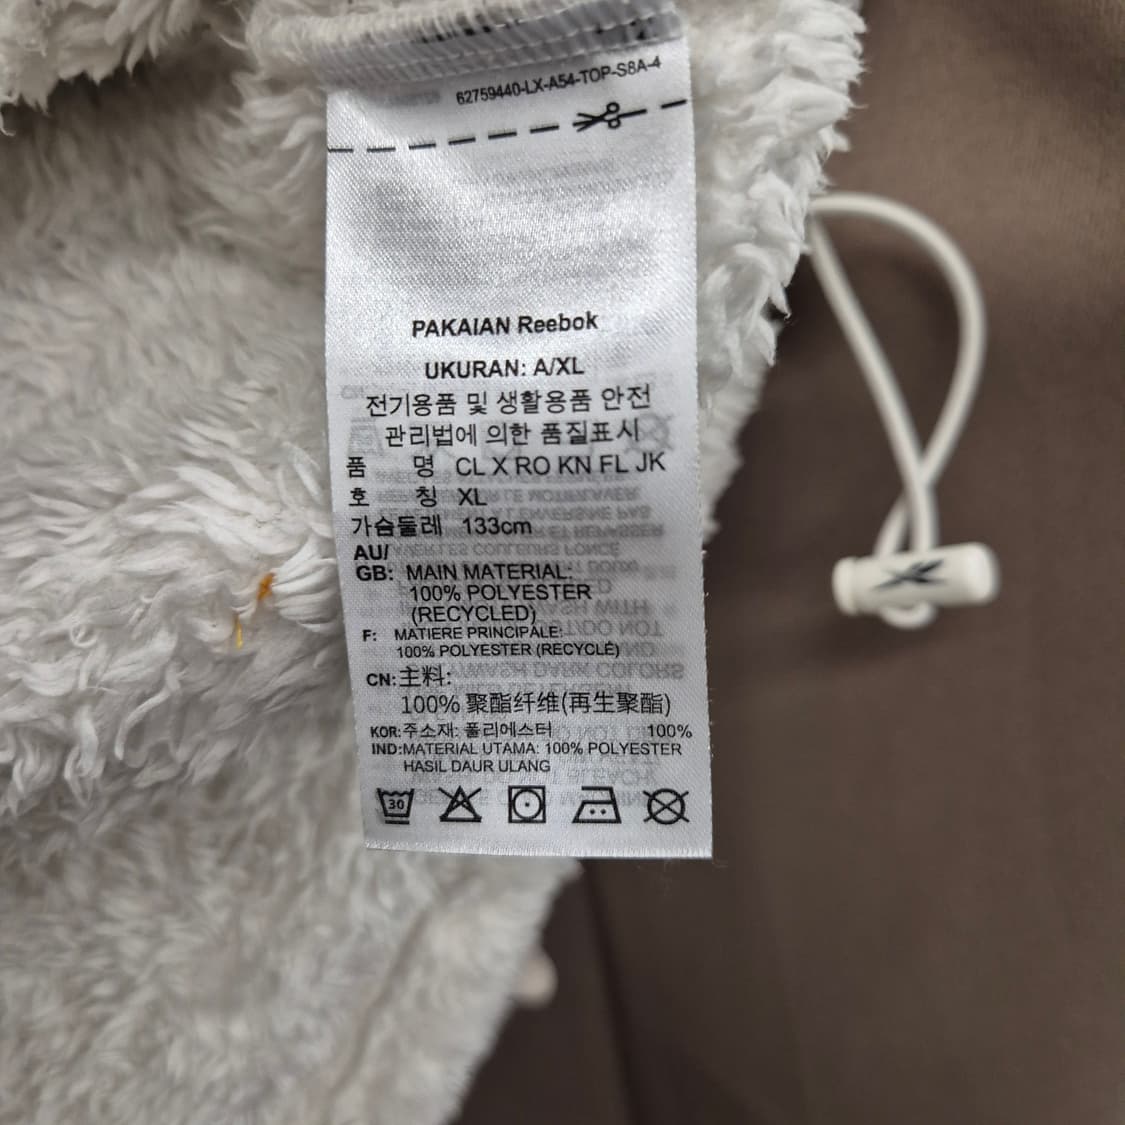 62759440-LX-A54-TOP-S8A-4
PAKAIAN Reebok
UKURAN: A/XL
전기용품 및 생활용품 안전
관리법에 의한 품질표시
품 명 CL X RO KN FL JK
호 칭 XL
가슴둘레 133cm
AU/
GB: MAIN MATERIAL:
100% POLYESTER
(RECYCLED)
F: MATIERE PRINCIPALE:
100% POLYESTER (RECYCLÉ)
CN: 主料:
100% 聚酯纤维(再生聚酯)
KOR:주소재: 폴리에스터 100%
IND:MATERIAL UTAMA: 100% POLYESTER
HASIL DAUR ULANG
30